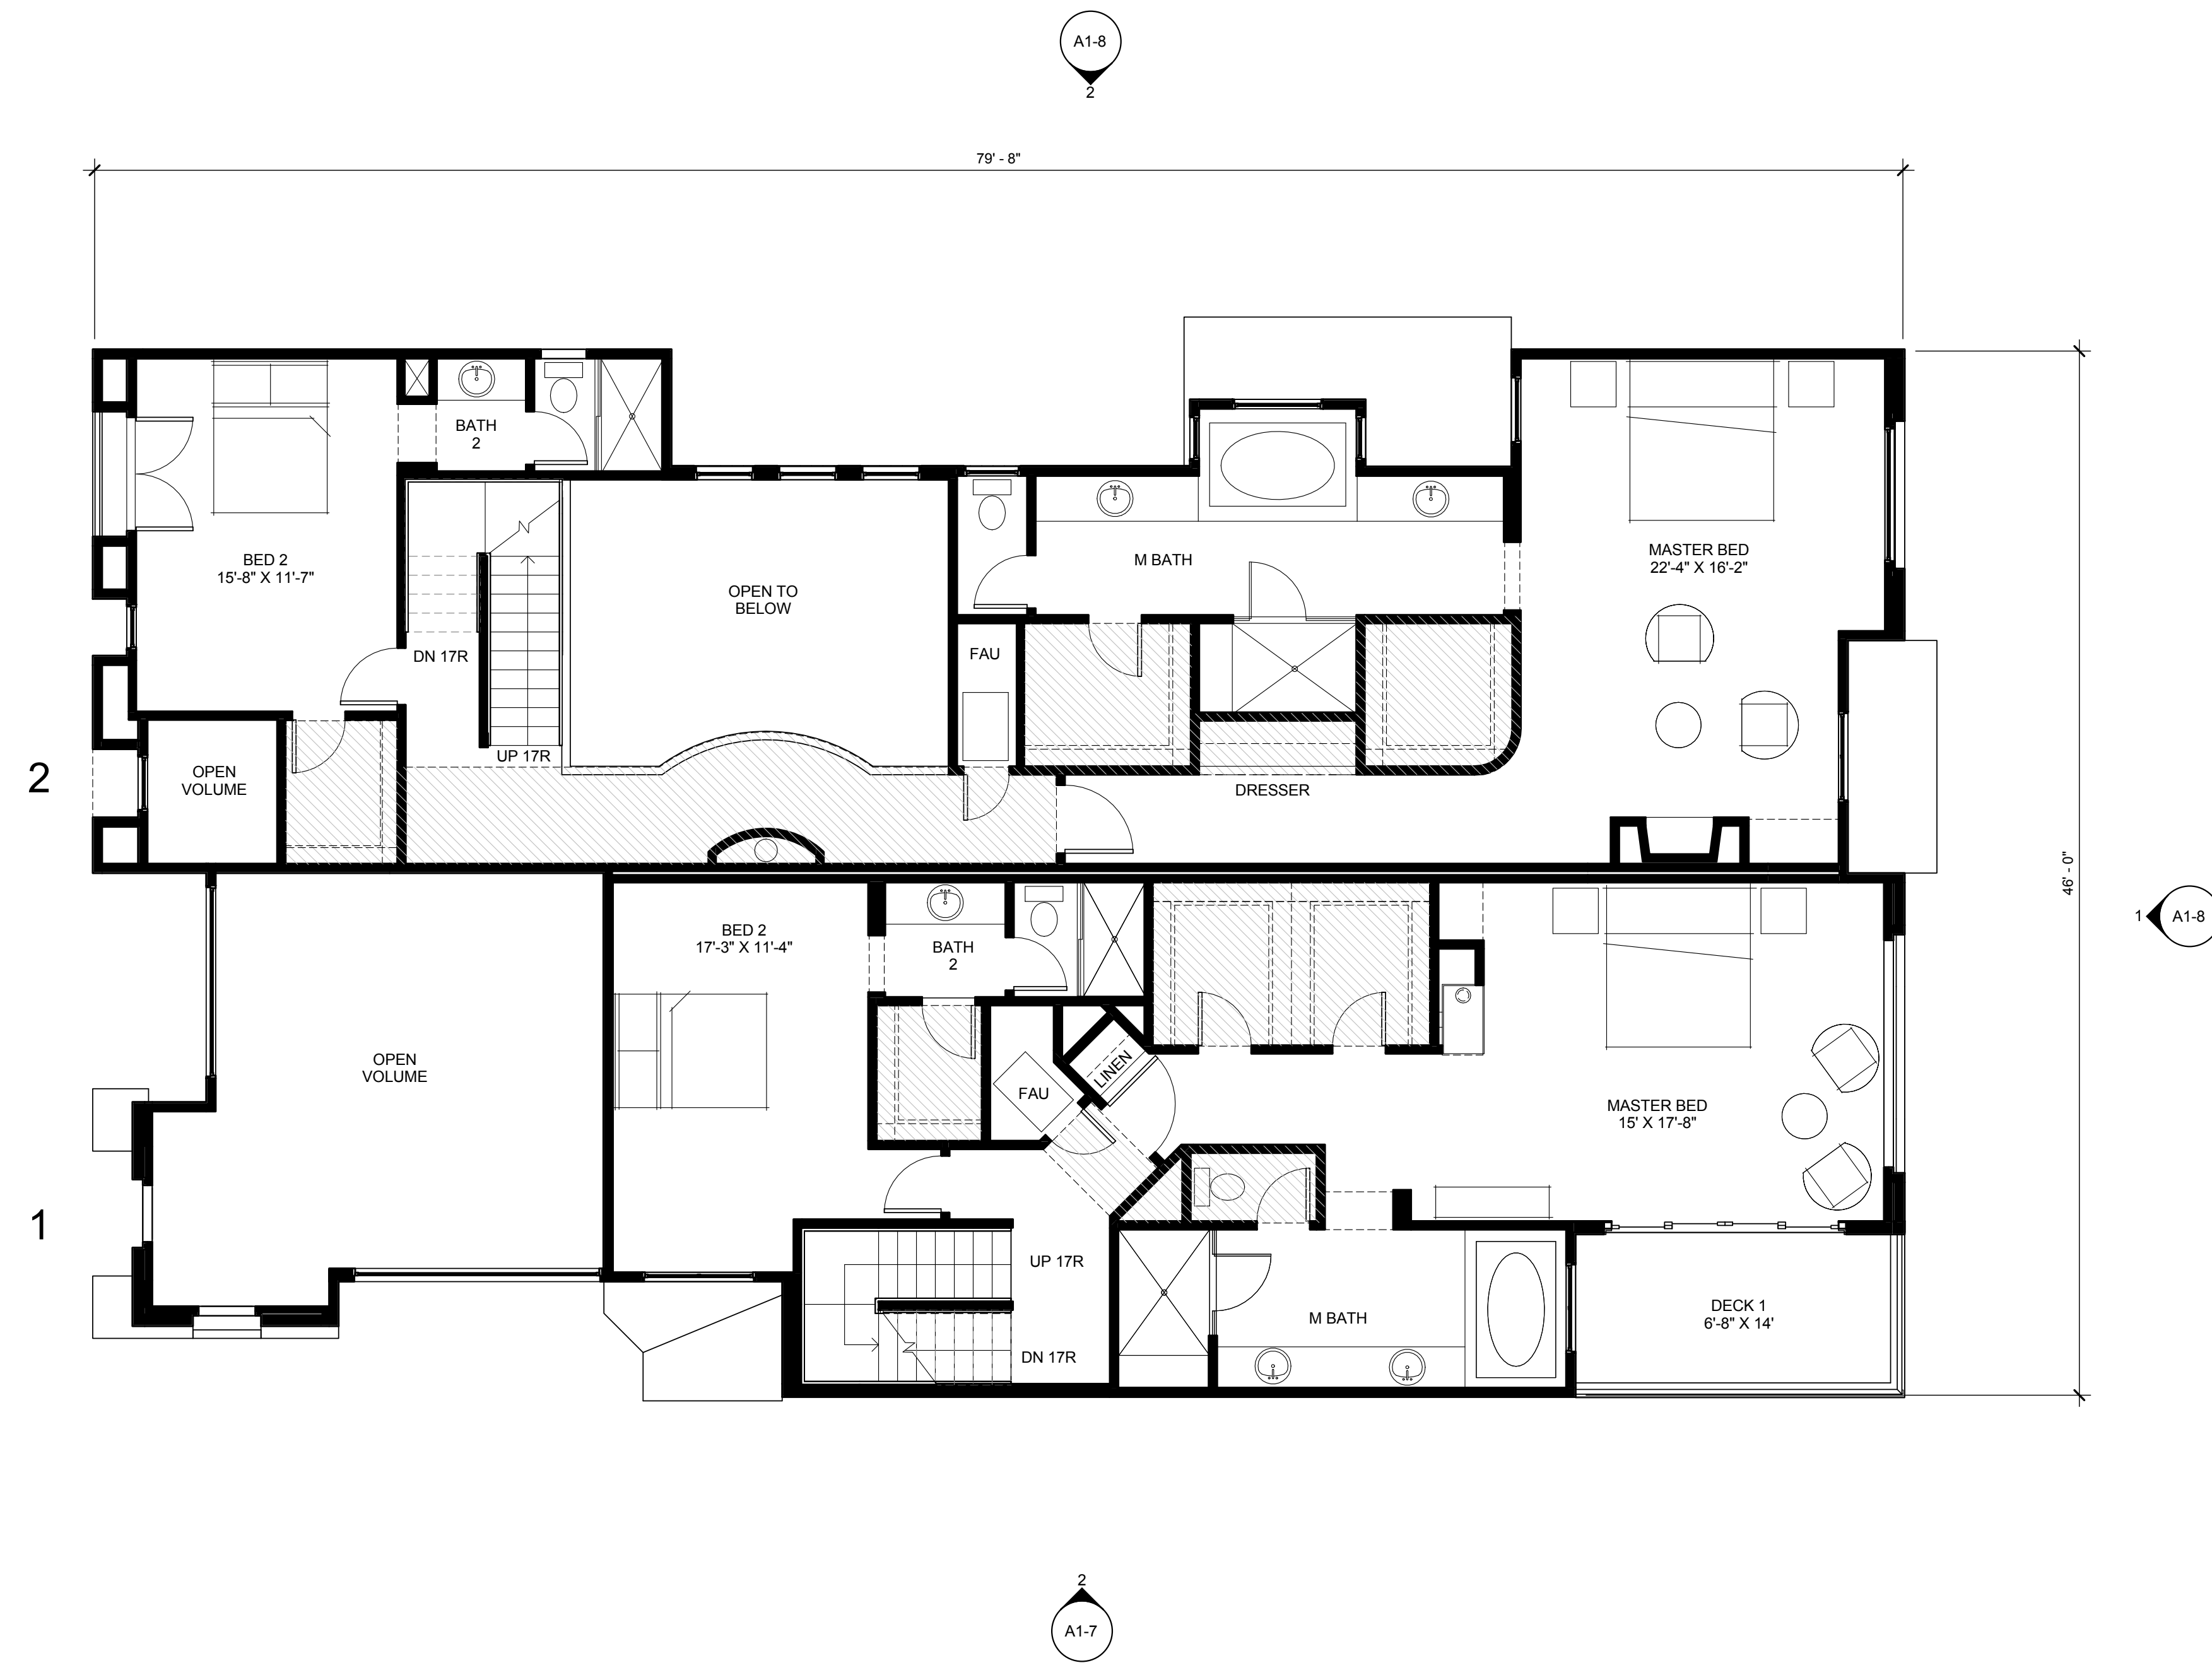 A1-8
2
79' - 8"
BATH
2
BED 2
15'-8" X 11'-7"
M BATH
MASTER BED
22'-4" X 16'-2"
OPEN TO
BELOW
DN 17R
FAU
UP 17R
OPEN
VOLUME
2
DRESSER
46' - 0"
1
A1-8
BED 2
17'-3" X 11'-4"
BATH
2
OPEN
VOLUME
LINEN
FAU
MASTER BED
15' X 17'-8"
1
UP 17R
DECK 1
6'-8" X 14'
M BATH
DN 17R
2
A1-7